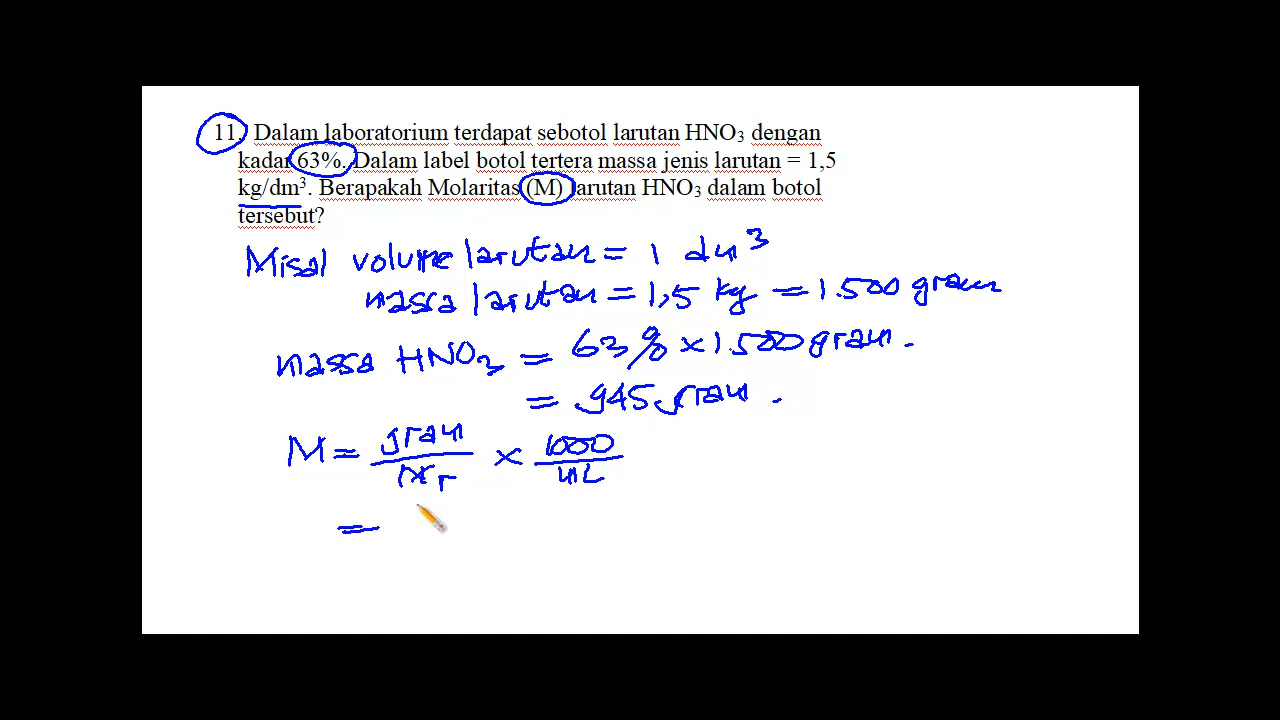 11. Dalam laboratorium terdapat sebotol larutan HNO3 dengan
kadar 63%. Dalam label botol tertera massa jenis larutan = 1,5
kg/dm³. Berapakah Molaritas (M) larutan HNO3 dalam botol
tersebut?
Misal volume larutan = 1 dm³
massa larutan = 1,5 kg = 1.500 gram
massa HNO3 = 63% × 1.500 gram.
= 945 gram.
M = gram/Mr × 1000/mL
=